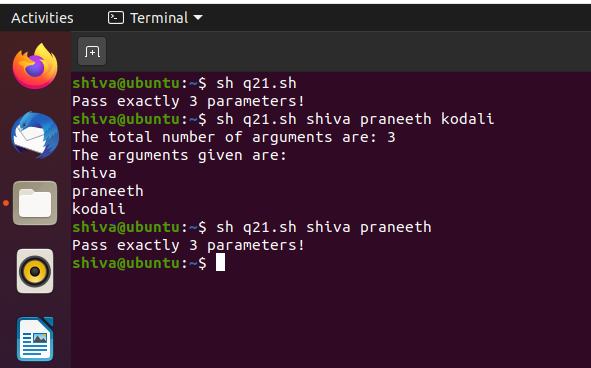 Activities
Terminal
shiva@ubuntu:~$ sh q21.sh
Pass exactly 3 parameters!
shiva@ubuntu:~$ sh q21.sh shiva praneeth kodali
The total number of arguments are: 3
The arguments given are:
shiva
praneeth
kodali
shiva@ubuntu:~$ sh q21.sh shiva praneeth
Pass exactly 3 parameters!
shiva@ubuntu:~$